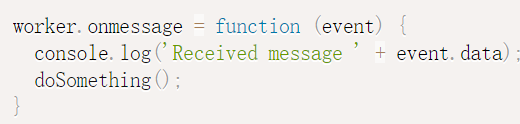 worker.onmessage = function (event) {
  console.log('Received message ' + event.data);
  doSomething();
}